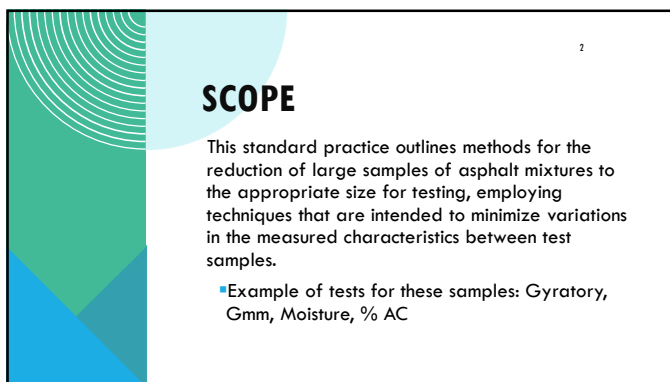 2
SCOPE
This standard practice outlines methods for the
reduction of large samples of asphalt mixtures to
the appropriate size for testing, employing
techniques that are intended to minimize variations
in the measured characteristics between test
samples.
▪Example of tests for these samples: Gyratory,
Gmm, Moisture, % AC